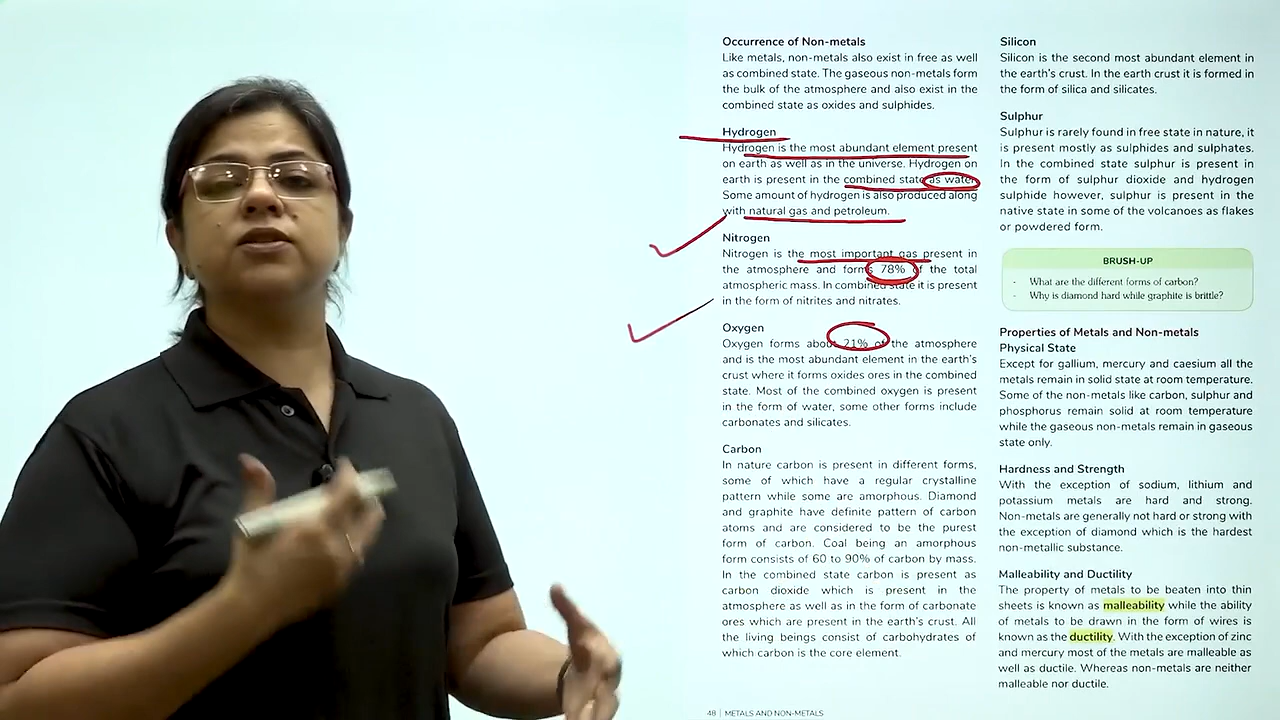 Occurrence of Non-metals
Like metals, non-metals also exist in free as well
as combined state. The gaseous non-metals form
the bulk of the atmosphere and also exist in the
combined state as oxides and sulphides.
Hydrogen
Hydrogen is the most abundant element present
on earth as well as in the universe. Hydrogen on
earth is present in the combined state as water.
Some amount of hydrogen is also produced along
with natural gas and petroleum.
Nitrogen
Nitrogen is the most important gas present in
the atmosphere and forms 78% of the total
atmospheric mass. In combined state it is present
in the form of nitrites and nitrates.
Oxygen
Oxygen forms about 21% of the atmosphere
and is the most abundant element in the earth's
crust where it forms oxides ores in the combined
state. Most of the combined oxygen is present
in the form of water, some other forms include
carbonates and silicates.
Carbon
In nature carbon is present in different forms,
some of which have a regular crystalline
pattern while some are amorphous. Diamond
and graphite have definite pattern of carbon
atoms and are considered to be the purest
form of carbon. Coal being an amorphous
form consists of 60 to 90% of carbon by mass.
In the combined state carbon is present as
carbon dioxide which is present in the
atmosphere as well as in the form of carbonate
ores which are present in the earth's crust. All
the living beings consist of carbohydrates of
which carbon is the core element.
48 | METALS AND NON-METALS
Silicon
Silicon is the second most abundant element in
the earth's crust. In the earth crust it is formed in
the form of silica and silicates.
Sulphur
Sulphur is rarely found in free state in nature, it
is present mostly as sulphides and sulphates.
In the combined state sulphur is present in
the form of sulphur dioxide and hydrogen
sulphide however, sulphur is present in the
native state in some of the volcanoes as flakes
or powdered form.
BRUSH-UP
- What are the different forms of carbon?
- Why is diamond hard while graphite is brittle?
Properties of Metals and Non-metals
Physical State
Except for gallium, mercury and caesium all the
metals remain in solid state at room temperature.
Some of the non-metals like carbon, sulphur and
phosphorus remain solid at room temperature
while the gaseous non-metals remain in gaseous
state only.
Hardness and Strength
With the exception of sodium, lithium and
potassium metals are hard and strong.
Non-metals are generally not hard or strong with
the exception of diamond which is the hardest
non-metallic substance.
Malleability and Ductility
The property of metals to be beaten into thin
sheets is known as malleability while the ability
of metals to be drawn in the form of wires is
known as the ductility. With the exception of zinc
and mercury most of the metals are malleable as
well as ductile. Whereas non-metals are neither
malleable nor ductile.